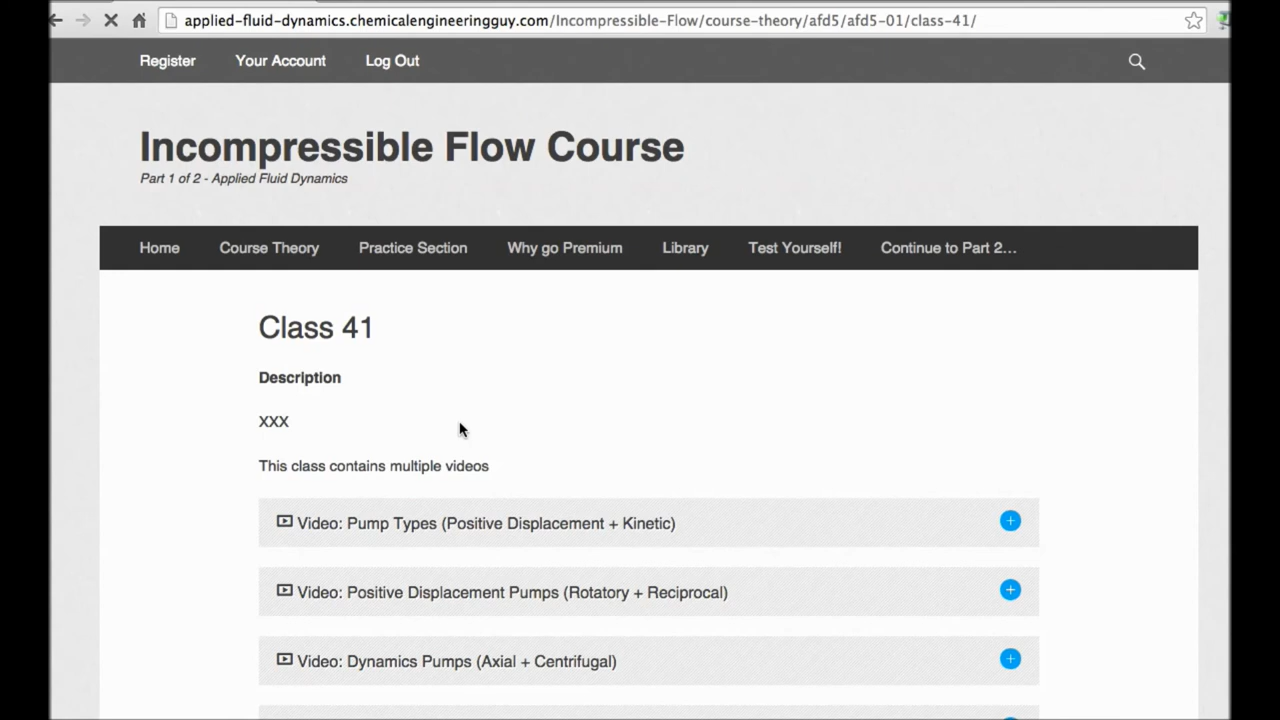 applied-fluid-dynamics.chemicalengineeringguy.com/Incompressible-Flow/course-theory/afd5/afd5-01/class-41/
Register Your Account Log Out
Incompressible Flow Course
Part 1 of 2 - Applied Fluid Dynamics
Home Course Theory Practice Section Why go Premium Library Test Yourself! Continue to Part 2...
Class 41
Description
XXX
This class contains multiple videos
Video: Pump Types (Positive Displacement + Kinetic)
Video: Positive Displacement Pumps (Rotatory + Reciprocal)
Video: Dynamics Pumps (Axial + Centrifugal)